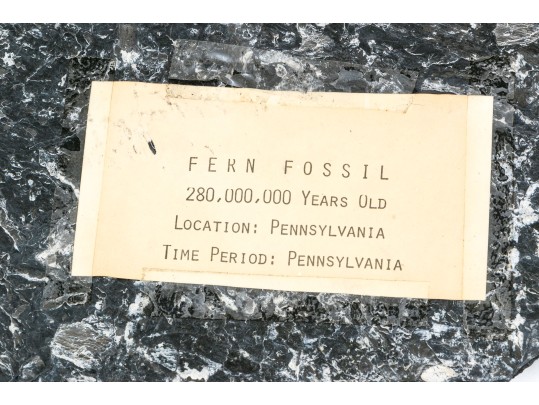 FERN FOSSIL
280,000,000 YEARS OLD
LOCATION: PENNSYLVANIA
TIME PERIOD: PENNSYLVANIA